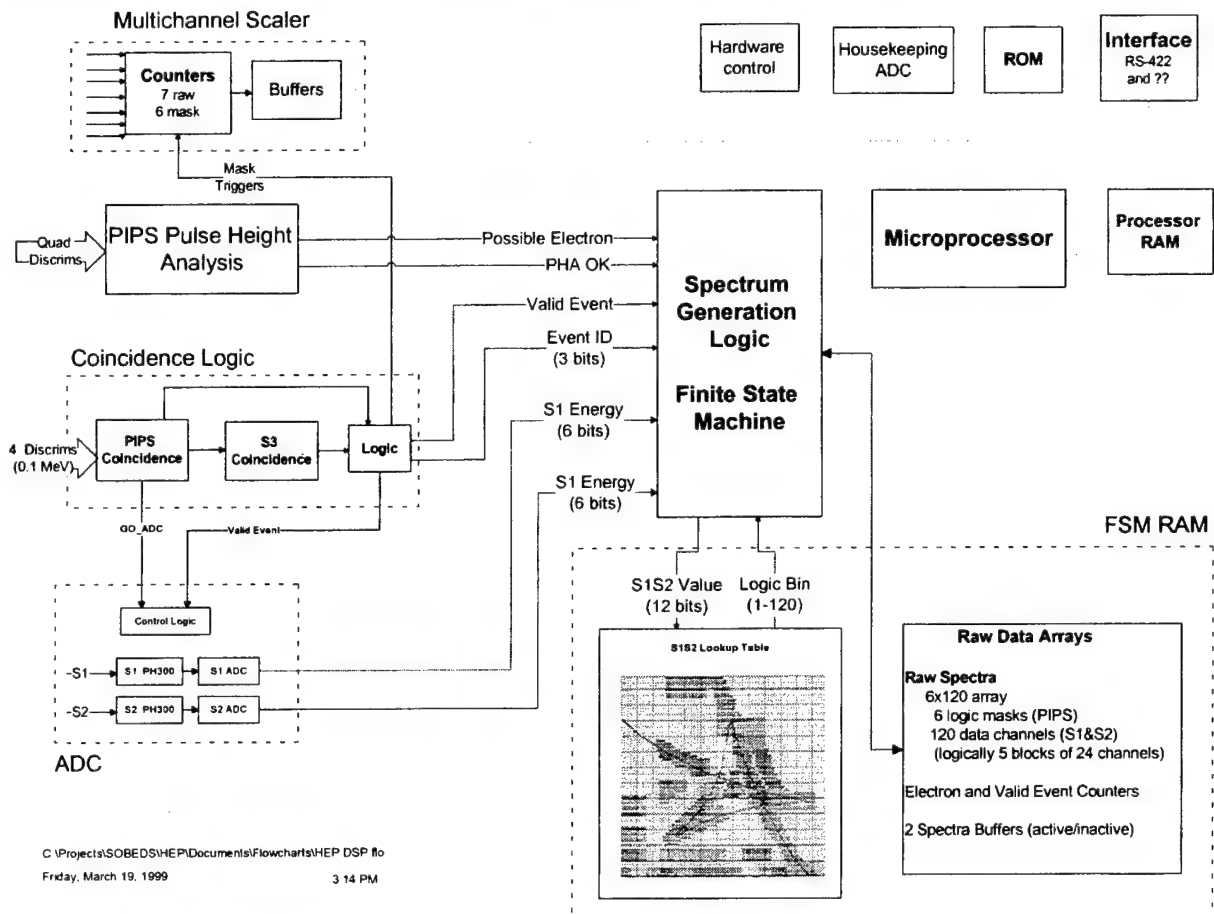 Multichannel Scaler
Counters
7 raw
6 mask
Buffers
Hardware
control
Housekeeping
ADC
ROM
Interface
RS-422
and ??
Mask
Triggers
Quad
Discrims
PIPS Pulse Height
Analysis
Possible Electron
PHA OK
Valid Event
Event ID
(3 bits)
S1 Energy
(6 bits)
S1 Energy
(6 bits)
Spectrum
Generation
Logic
Finite State
Machine
Microprocessor
Processor
RAM
Coincidence Logic
4 Discrims
(0.1 MeV)
PIPS
Coincidence
S3
Coincidence
Logic
GO_ADC
Valid Event
Control Logic
-S1
S1 PH300
S1 ADC
-S2
S2 PH300
S2 ADC
ADC
FSM RAM
S1S2 Value
(12 bits)
Logic Bin
(1-120)
S1S2 Lookup Table
Raw Data Arrays
Raw Spectra
6x120 array
6 logic masks (PIPS)
120 data channels (S1&S2)
(logically 5 blocks of 24 channels)
Electron and Valid Event Counters
2 Spectra Buffers (active/inactive)
C \Projects\SOBEDS\HEP\Documents\Flowcharts\HEP DSP flo
Friday, March 19, 1999
3 14 PM